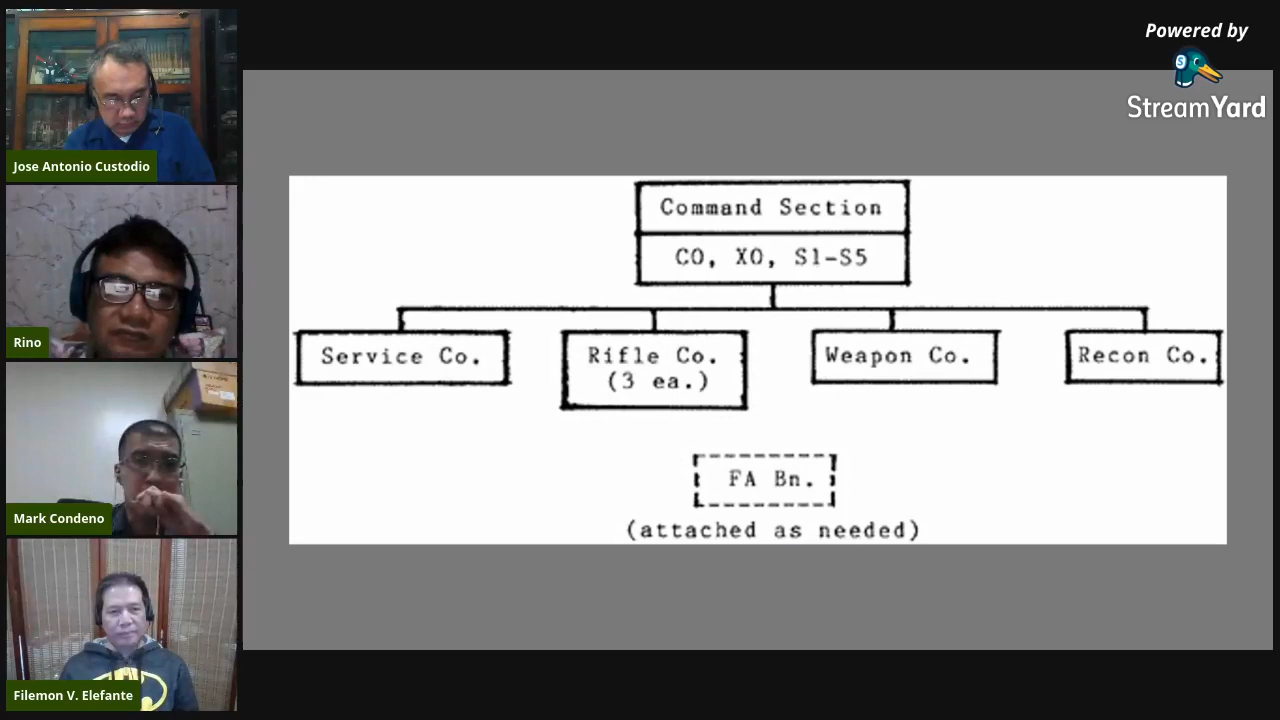 Powered by
StreamYard
Jose Antonio Custodio
Rino
Mark Condeno
Filemon V. Elefante
Command Section
CO, XO, S1-S5
Service Co.
Rifle Co.
(3 ea.)
Weapon Co.
Recon Co.
FA Bn.
(attached as needed)